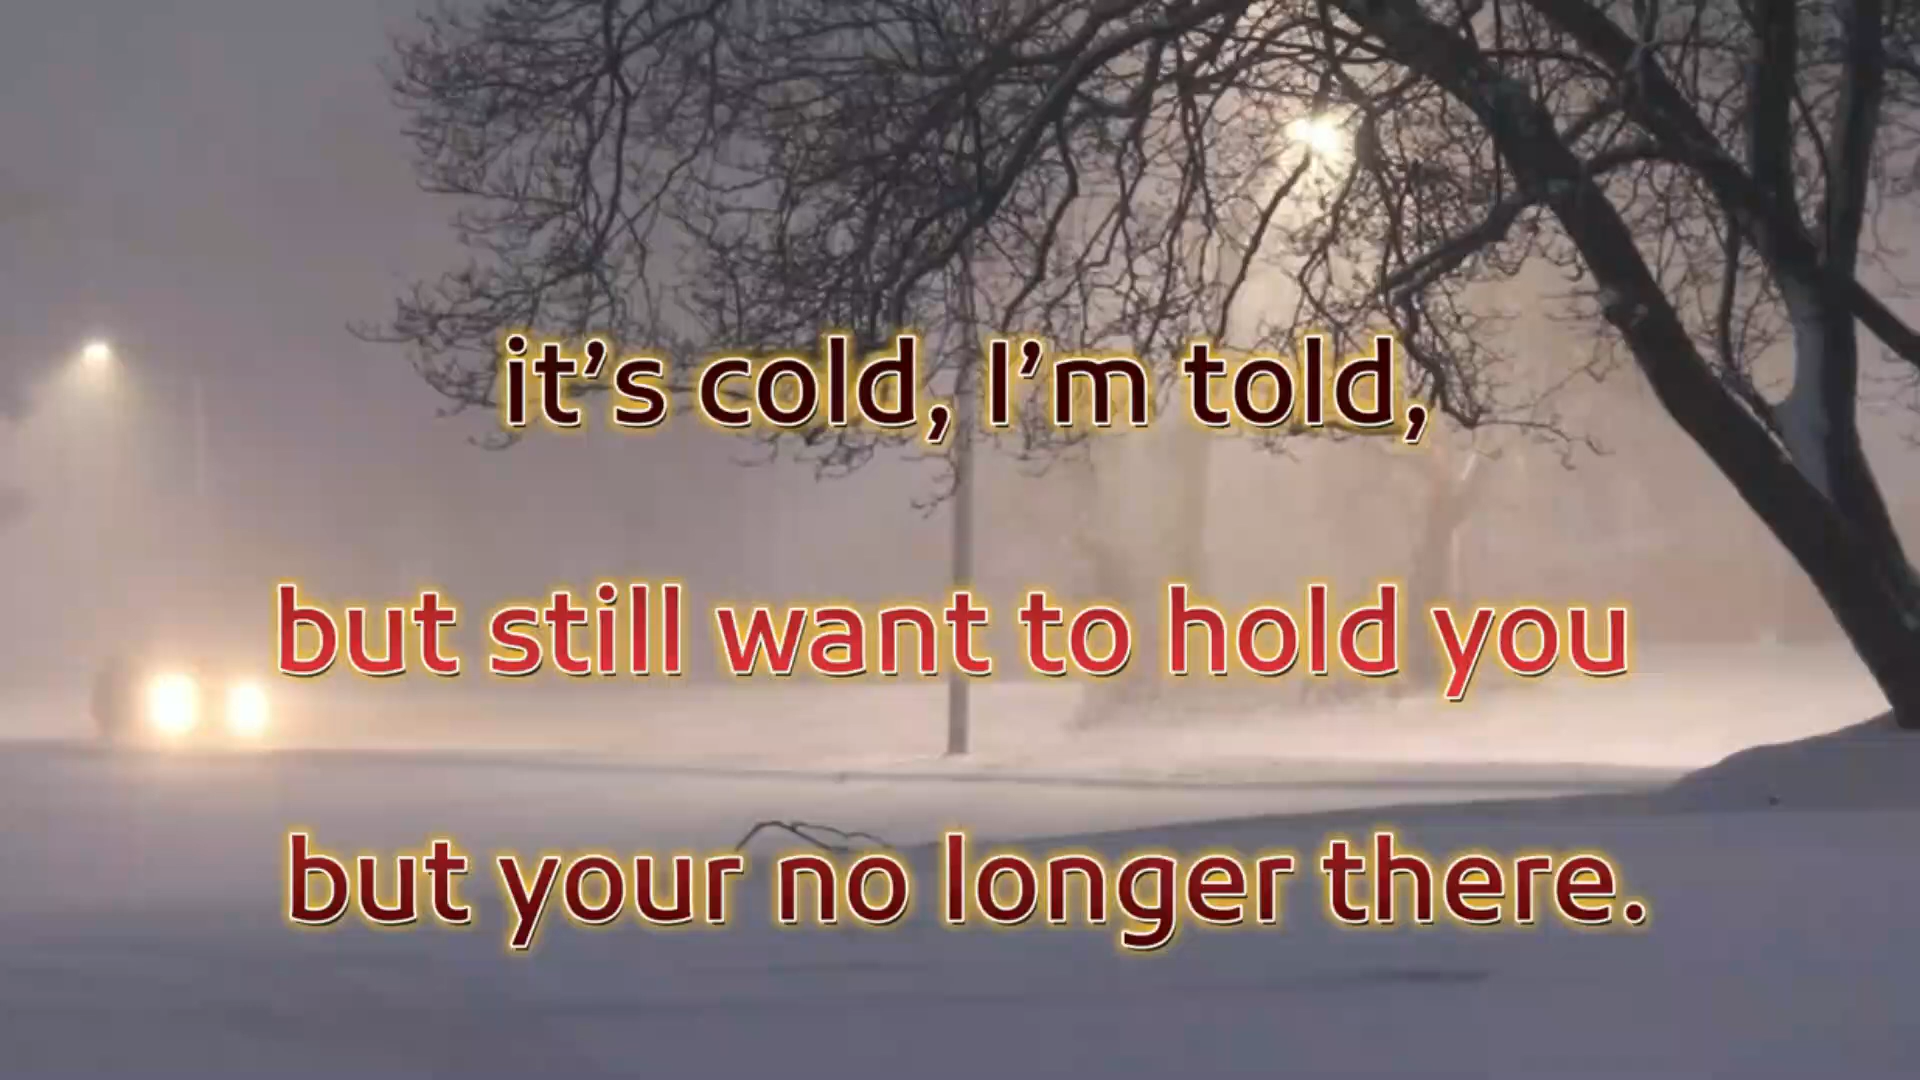 it’s cold, I’m told,
but still want to hold you
but your no longer there.